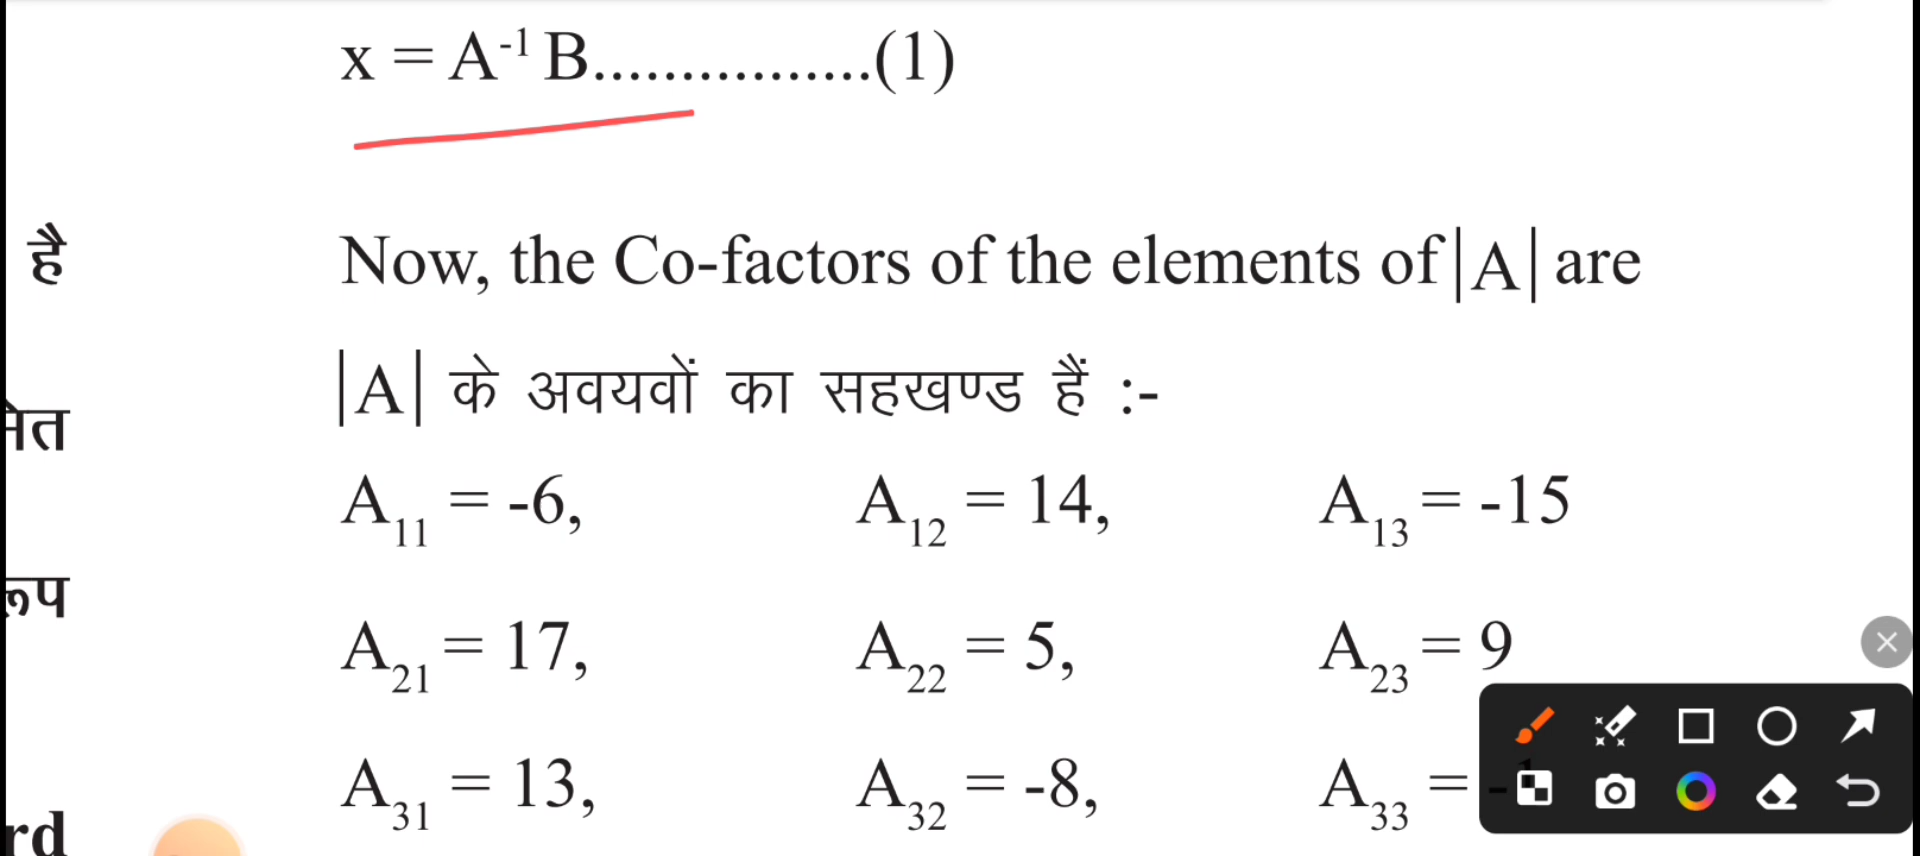 x = A⁻¹ B................(1)
है
Now, the Co-factors of the elements of |A| are
|A| के अवयवों का सहखण्ड हैं :-
A₁₁ = -6, A₁₂ = 14, A₁₃ = -15
A₂₁ = 17, A₂₂ = 5, A₂₃ = 9
A₃₁ = 13, A₃₂ = -8, A₃₃ = -
rd